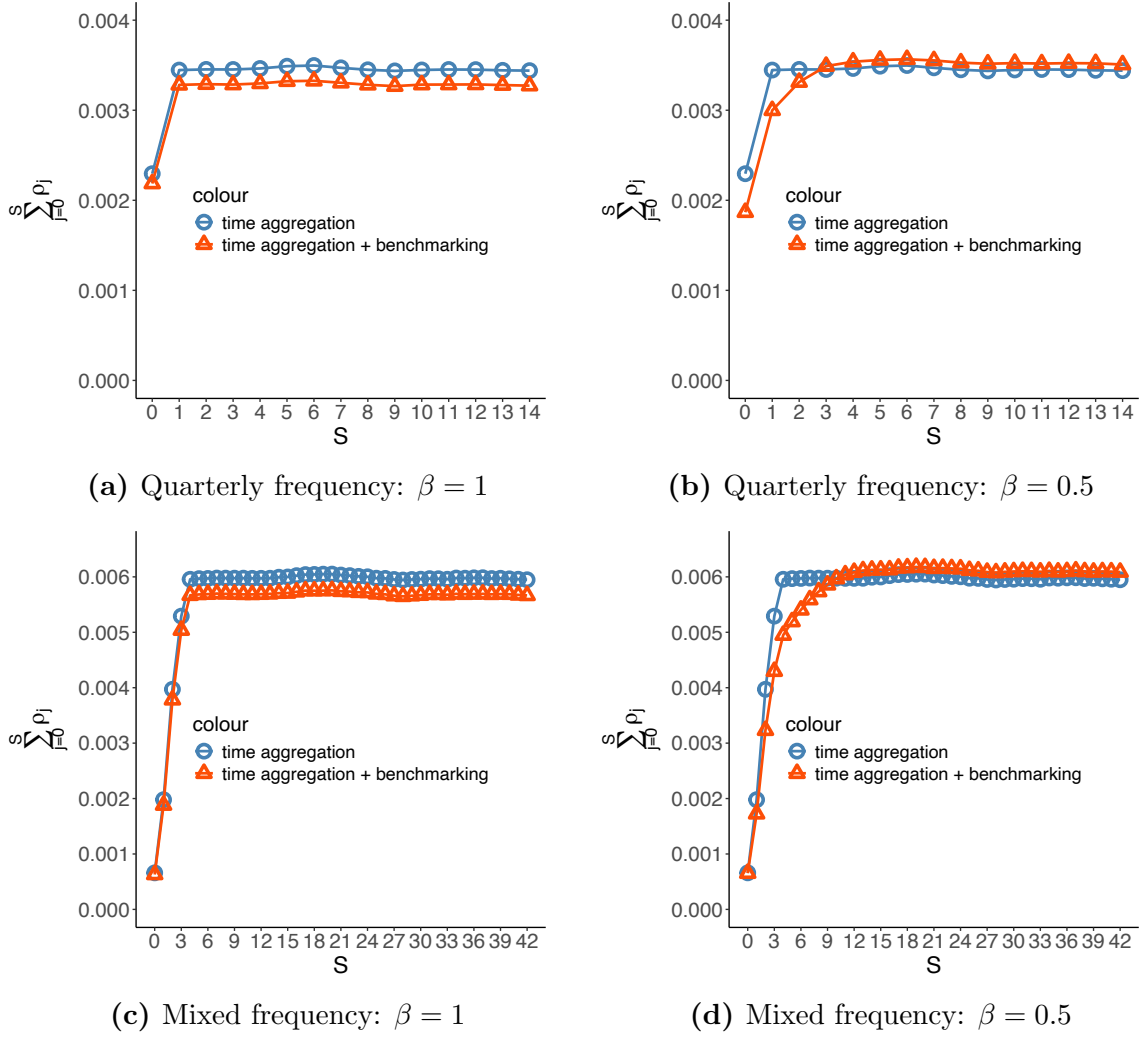 0.004
0.003
0.002
0.001
0.000
S
∑ ρj
j=0
colour
time aggregation
time aggregation + benchmarking
0 1 2 3 4 5 6 7 8 9 10 11 12 13 14
S
(a) Quarterly frequency: β = 1
0.004
0.003
0.002
0.001
0.000
S
∑ ρj
j=0
colour
time aggregation
time aggregation + benchmarking
0 1 2 3 4 5 6 7 8 9 10 11 12 13 14
S
(b) Quarterly frequency: β = 0.5
0.006
0.005
0.004
0.003
0.002
0.001
0.000
S
∑ ρj
j=0
colour
time aggregation
time aggregation + benchmarking
0 3 6 9 12 15 18 21 24 27 30 33 36 39 42
S
(c) Mixed frequency: β = 1
0.006
0.005
0.004
0.003
0.002
0.001
0.000
S
∑ ρj
j=0
colour
time aggregation
time aggregation + benchmarking
0 3 6 9 12 15 18 21 24 27 30 33 36 39 42
S
(d) Mixed frequency: β = 0.5